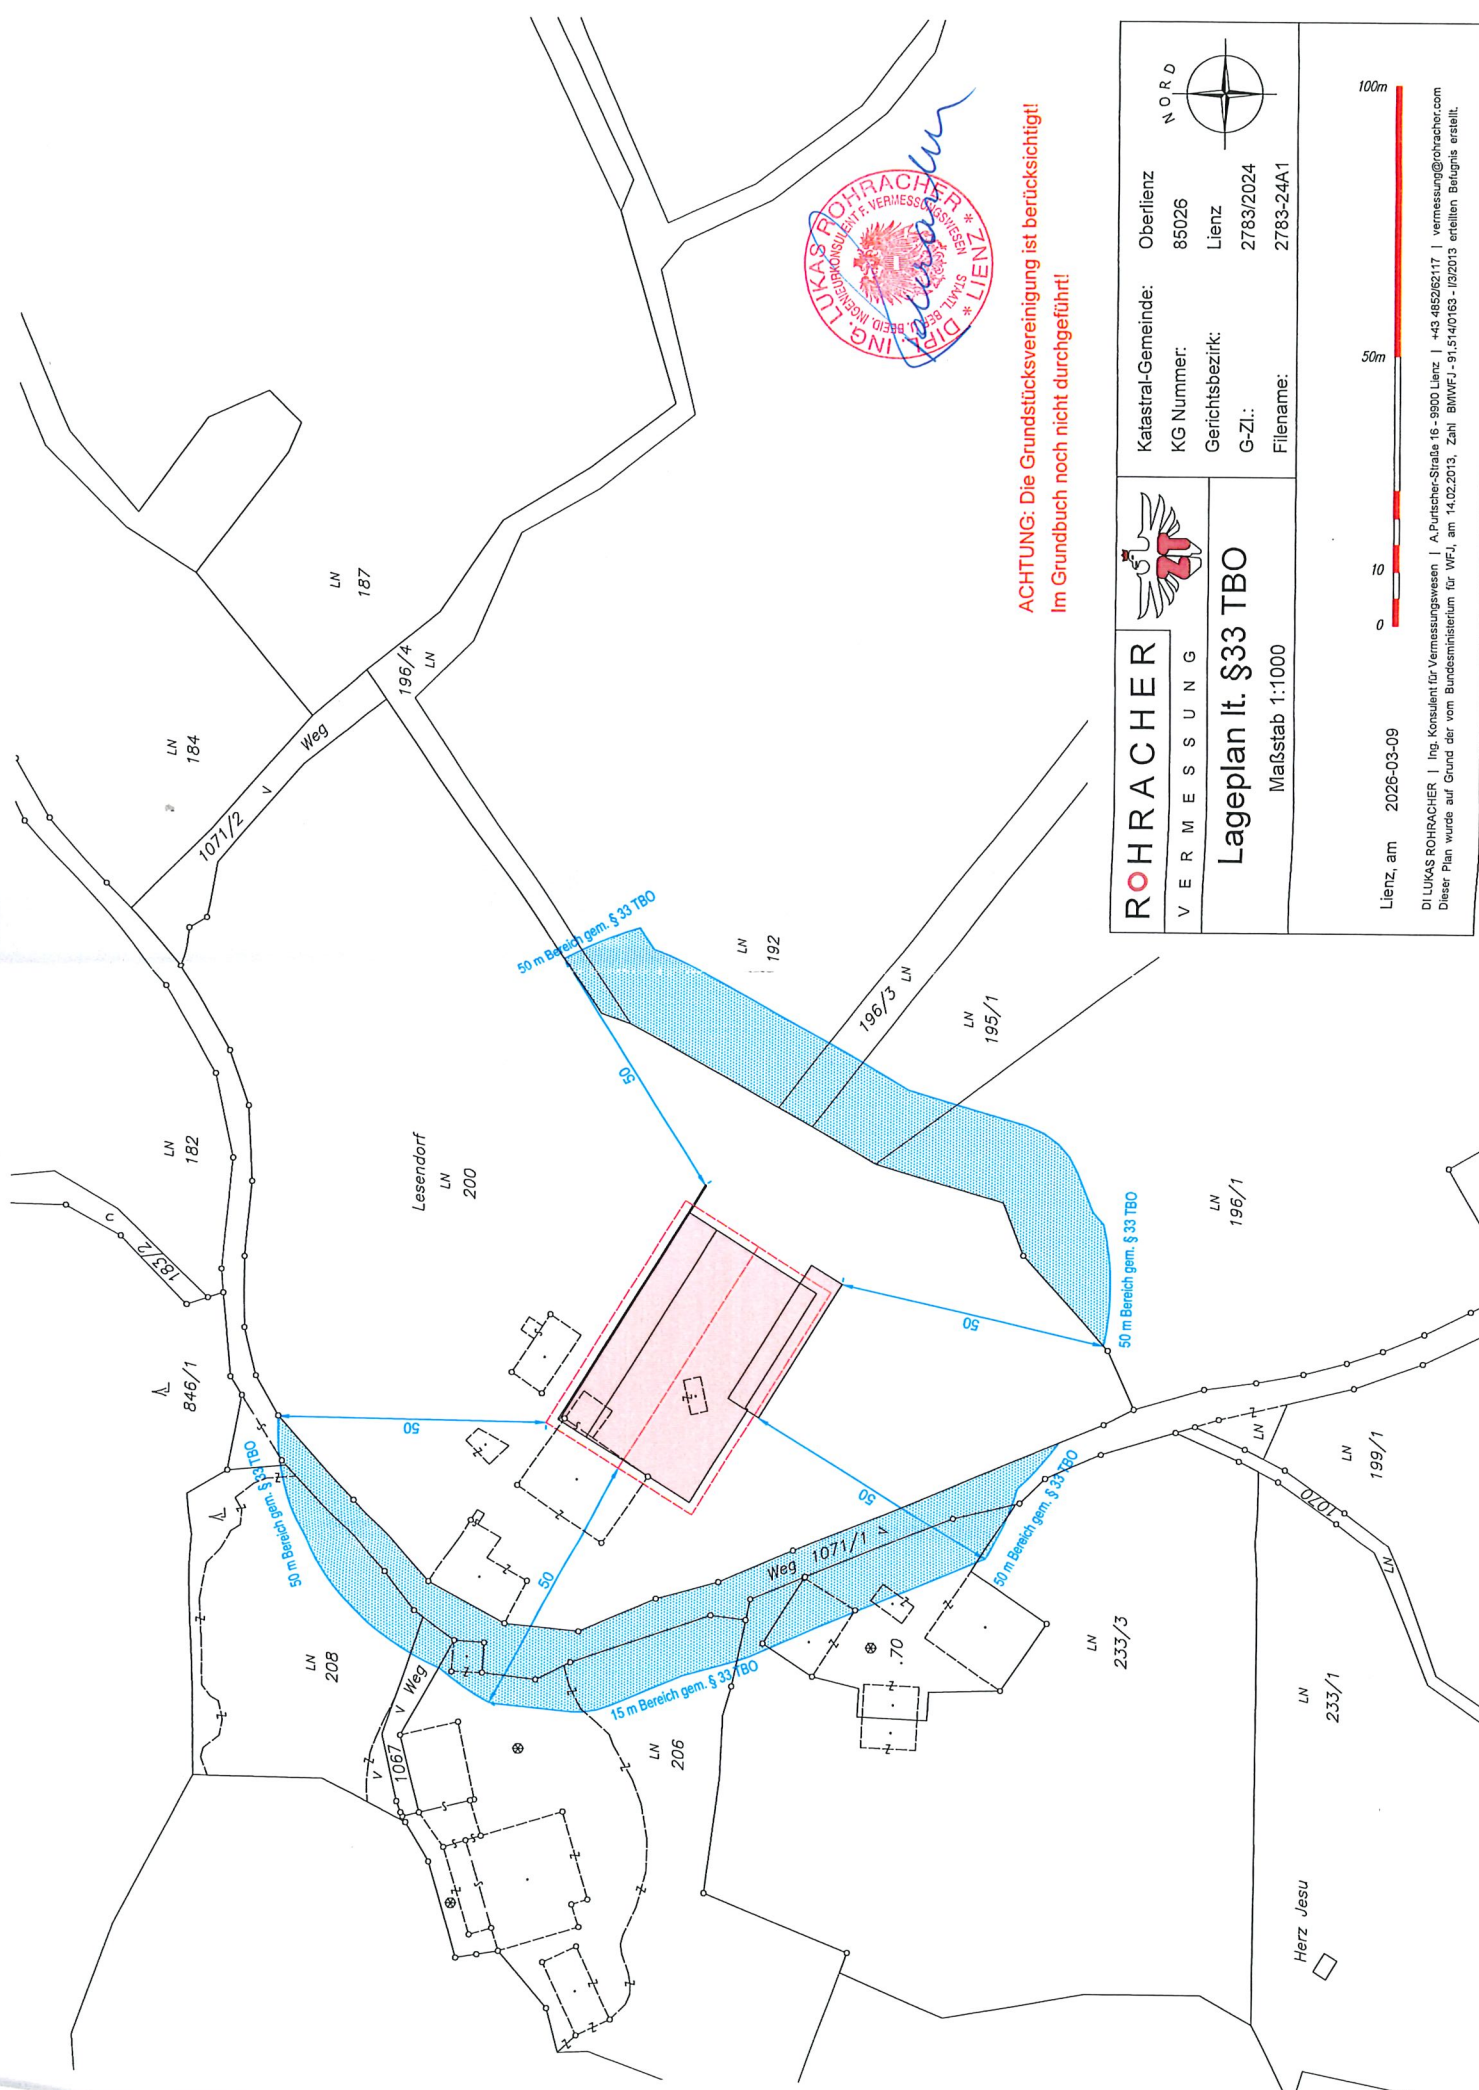 ROHRACHER
VERMESSUNG
Lageplan lt. §33 TBO
Maßstab 1:1000
Katastral-Gemeinde: Oberlienz
KG Nummer: 85026
Gerichtsbezirk: Lienz
G-Zl.: 2783/2024
Filename: 2783-24A1
NORD
Lienz, am 2026-03-09
0 10 50m 100m
DI LUKAS ROHRACHER | Ing. Konsulent für Vermessungswesen | A.Purtscher-Straße 16 - 9900 Lienz | +43 4852/62117 | vermessung@rohracher.com
Dieser Plan wurde auf Grund der vom Bundesministerium für WFJ, am 14.02.2013, Zahl BMWFJ - 91.514/0163 - I/3/2013 erteilten Befugnis erstellt.
ACHTUNG: Die Grundstücksvereinigung ist berücksichtigt!
Im Grundbuch noch nicht durchgeführt!
DIPL. ING. LUKAS ROHRACHER * LIENZ *
STAATL. BEF. U. BEEID. INGENIEURKONSULENT F. VERMESSUNGSWESEN
LN
184
LN
187
1071/2
Weg
196/4
LN
LN
182
183/2
846/1
Lesendorf
LN
200
50 m Bereich gem. § 33 TBO
LN
192
196/3 LN
LN
195/1
LN
196/1
50
50
50
50
50
50 m Bereich gem. § 33 TBO
50 m Bereich gem. § 33 TBO
50 m Bereich gem. § 33 TBO
15 m Bereich gem. § 33 TBO
LN
208
Weg
1067
LN
206
Weg 1071/1
.70
LN
233/3
LN
233/1
LN
LN
199/1
1070
LN
Herz Jesu